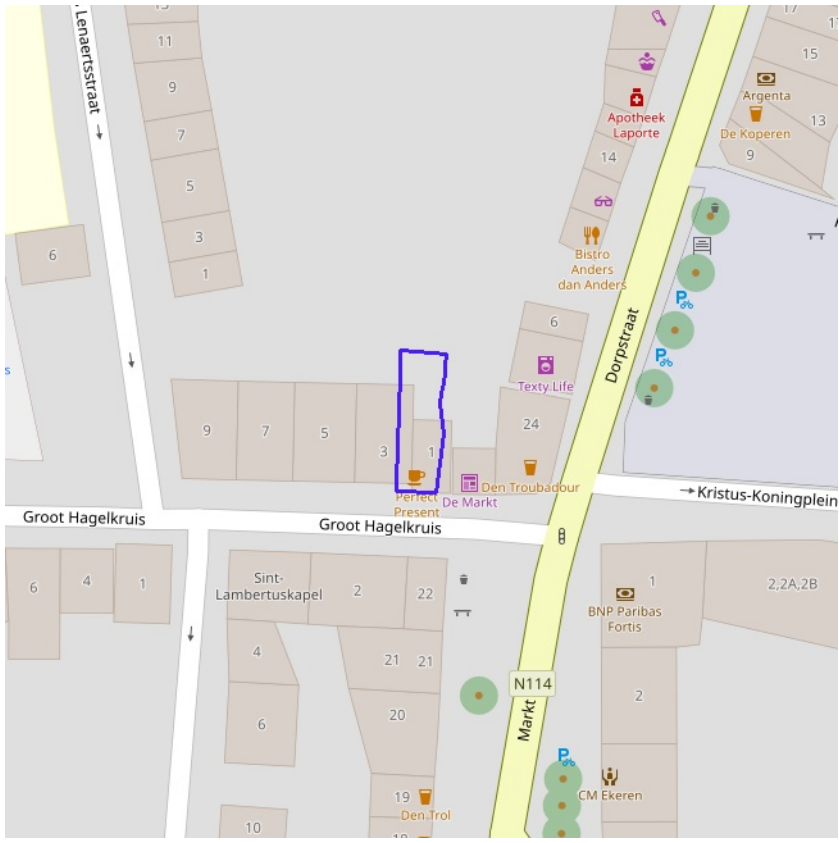 Lenaertsstraat
11
9
7
5
3
1
6
17
15
Argenta
De Koperen
13
9
Apotheek
Laporte
14
Bistro
Anders
dan Anders
6
Texty Life
Dorpstraat
24
Den Troubadour
De Markt
9
7
5
3
1
Perfect
Present
Kristus-Koningplein
Groot Hagelkruis
Groot Hagelkruis
6
4
1
Sint-
Lambertuskapel
2
22
4
21
21
6
20
N114
Markt
1
BNP Paribas
Fortis
2,2A,2B
2
CM Ekeren
19
Den Trol
10